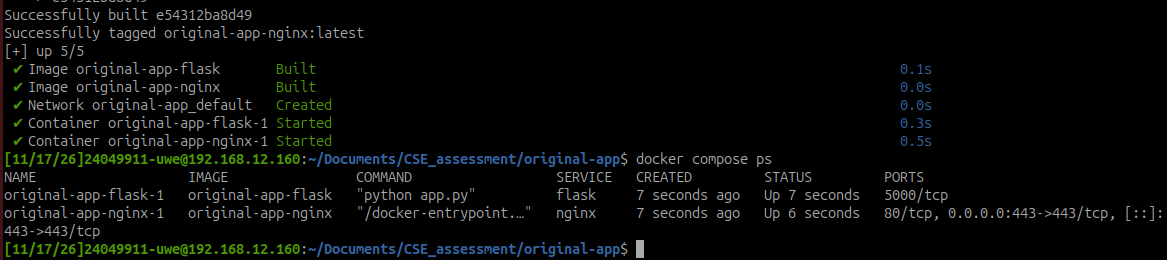 Successfully built e54312ba8d49
Successfully tagged original-app-nginx:latest
[+] up 5/5
✔ Image original-app-flask Built 0.1s
✔ Image original-app-nginx Built 0.0s
✔ Network original-app_default Created 0.0s
✔ Container original-app-flask-1 Started 0.3s
✔ Container original-app-nginx-1 Started 0.5s
[11/17/26]24049911-uwe@192.168.12.160:~/Documents/CSE_assessment/original-app$ docker compose ps
NAME IMAGE COMMAND SERVICE CREATED STATUS PORTS
original-app-flask-1 original-app-flask "python app.py" flask 7 seconds ago Up 7 seconds 5000/tcp
original-app-nginx-1 original-app-nginx "/docker-entrypoint.…" nginx 7 seconds ago Up 6 seconds 80/tcp, 0.0.0.0:443->443/tcp, [::]:
443->443/tcp
[11/17/26]24049911-uwe@192.168.12.160:~/Documents/CSE_assessment/original-app$